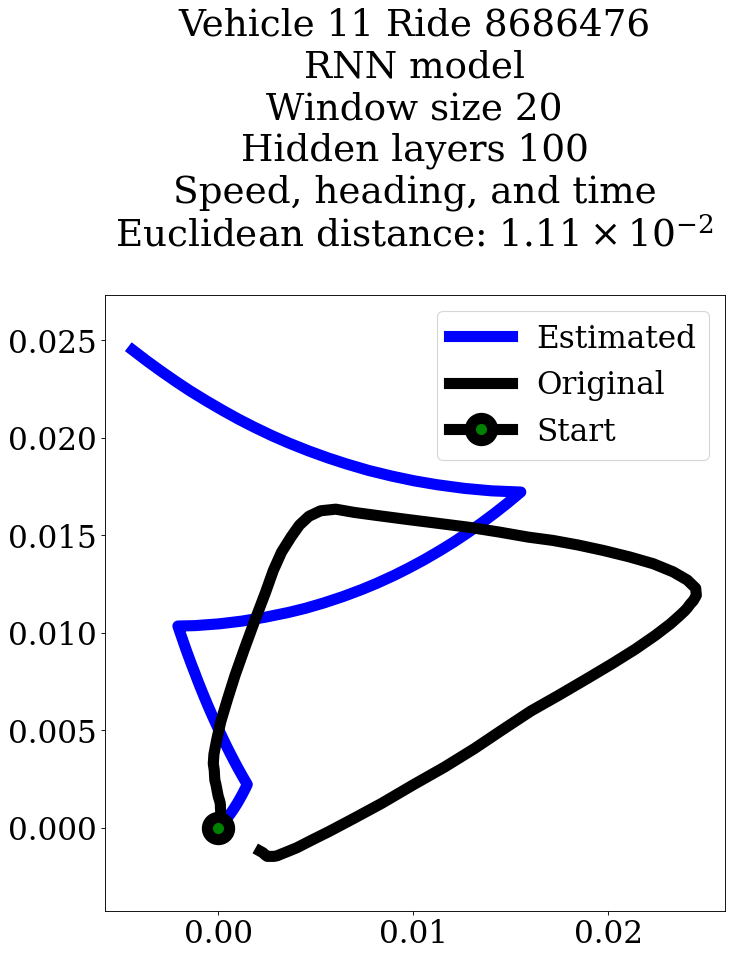 Vehicle 11 Ride 8686476
RNN model
Window size 20
Hidden layers 100
Speed, heading, and time
Euclidean distance: 1.11 × 10⁻²
Estimated
Original
Start
0.025
0.020
0.015
0.010
0.005
0.000
0.00 0.01 0.02